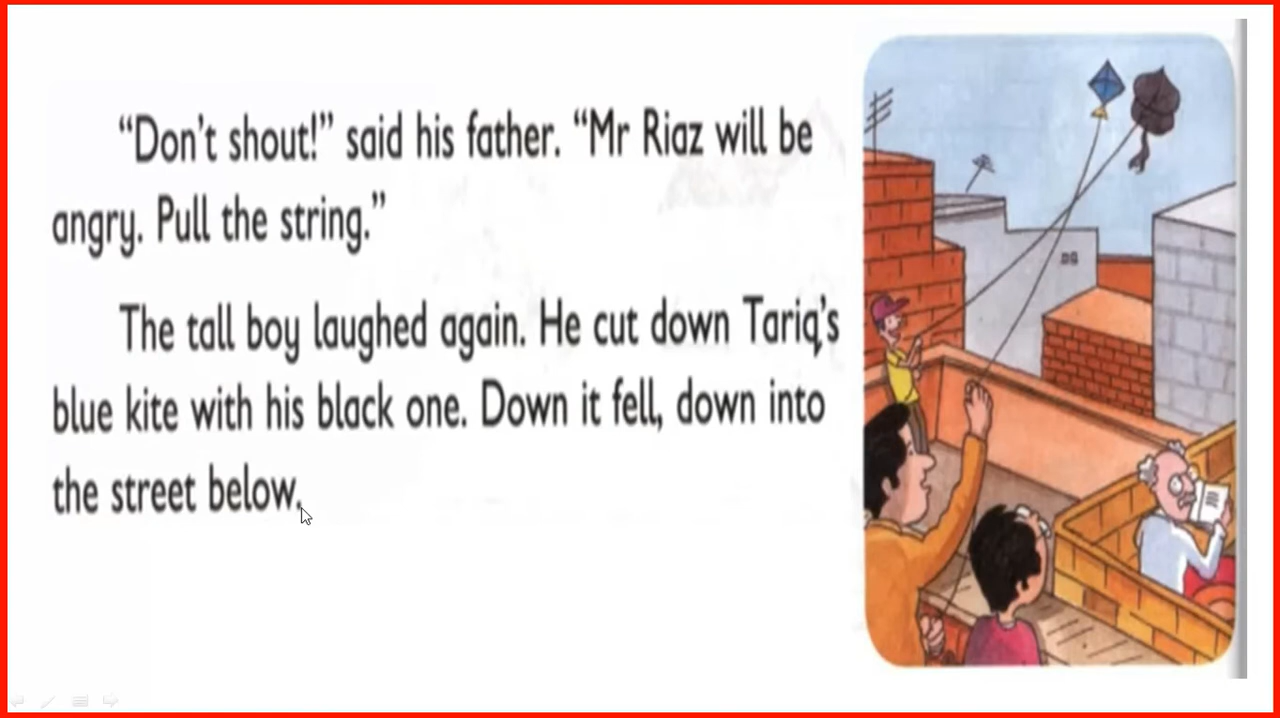 “Don’t shout!” said his father. “Mr Riaz will be
angry. Pull the string.”
The tall boy laughed again. He cut down Tariq’s
blue kite with his black one. Down it fell, down into
the street below.